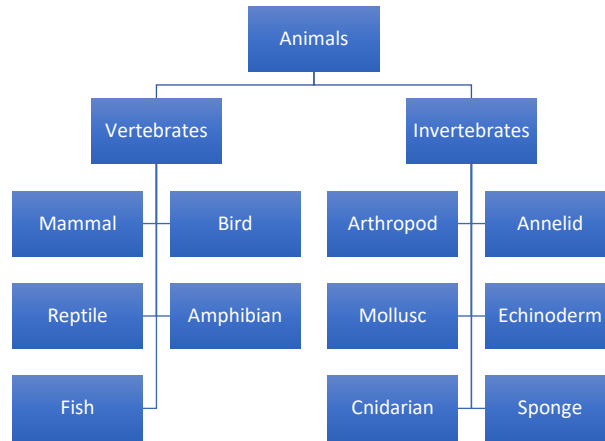 Animals
Vertebrates
Invertebrates
Mammal
Bird
Arthropod
Annelid
Reptile
Amphibian
Mollusc
Echinoderm
Fish
Cnidarian
Sponge